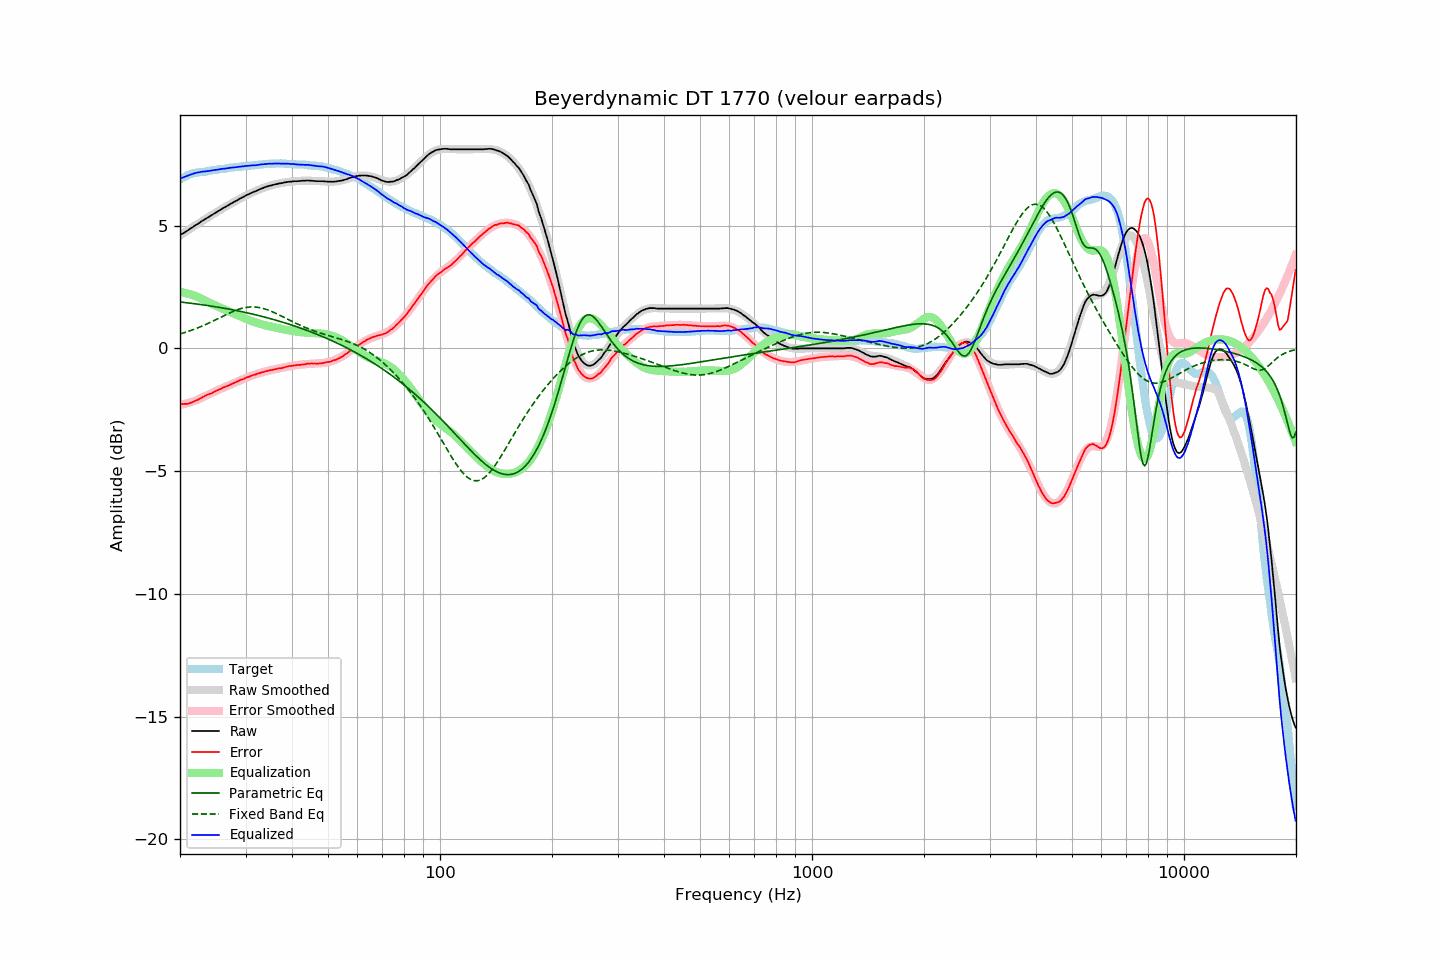 Beyerdynamic DT 1770 (velour earpads)
5
0
−5
−10
−15
−20
Amplitude (dBr)
Target
Raw Smoothed
Error Smoothed
Raw
Error
Equalization
Parametric Eq
Fixed Band Eq
Equalized
100
1000
10000
Frequency (Hz)